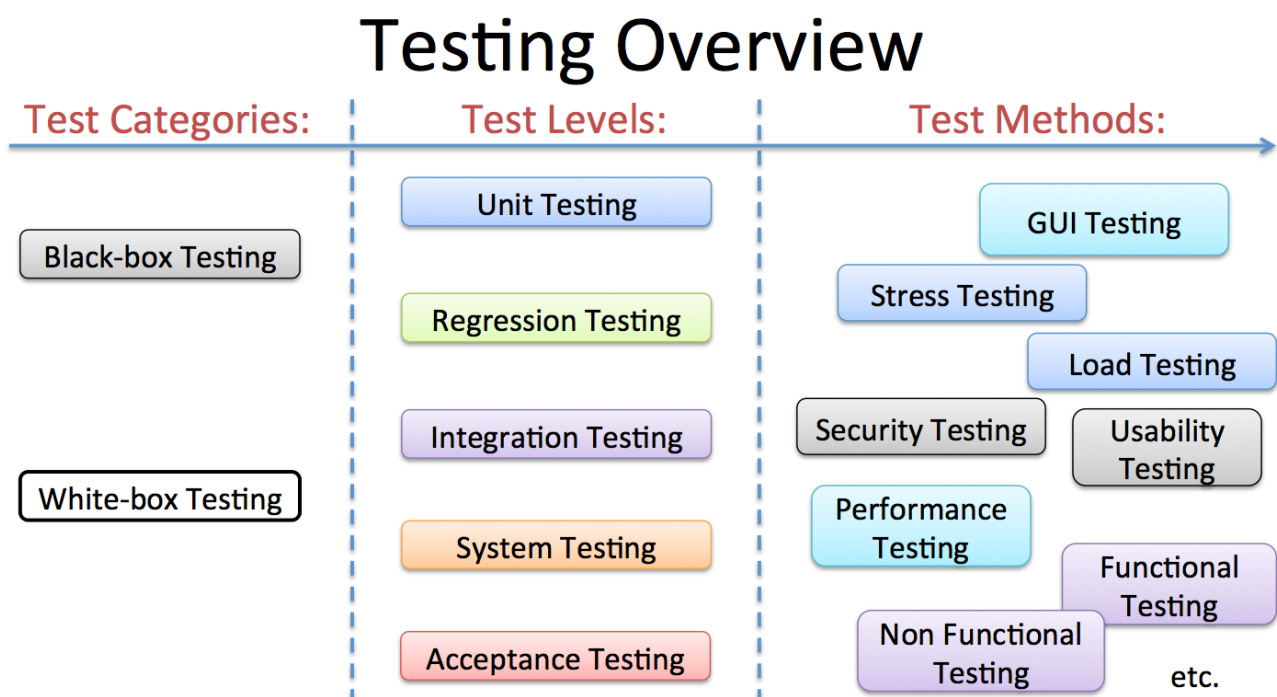 Testing Overview
Test Categories:
Test Levels:
Test Methods:
Black-box Testing
White-box Testing
Unit Testing
Regression Testing
Integration Testing
System Testing
Acceptance Testing
GUI Testing
Stress Testing
Load Testing
Security Testing
Usability
Testing
Performance
Testing
Functional
Testing
Non Functional
Testing
etc.